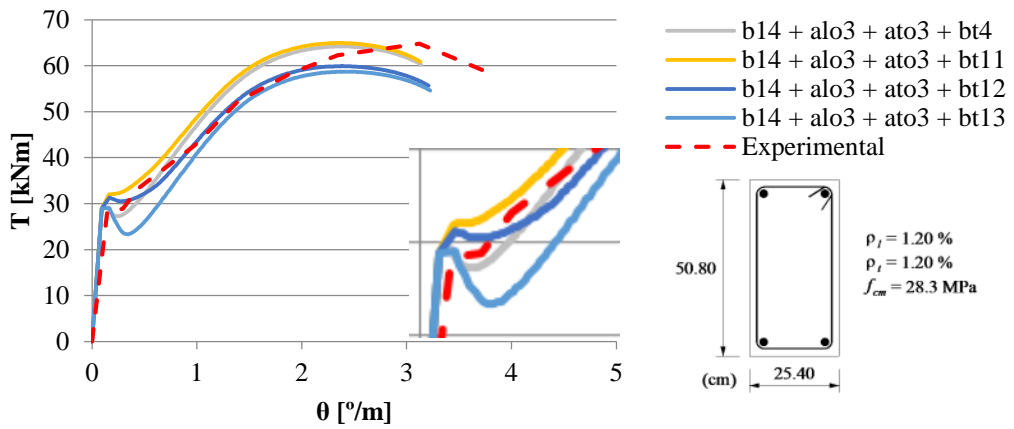 70
60
50
40
30
20
10
0
T [kNm]
0 1 2 3 4 5
θ [º/m]
b14 + alo3 + ato3 + bt4
b14 + alo3 + ato3 + bt11
b14 + alo3 + ato3 + bt12
b14 + alo3 + ato3 + bt13
Experimental
50.80
ρl = 1.20 %
ρt = 1.20 %
fcm = 28.3 MPa
(cm) 25.40